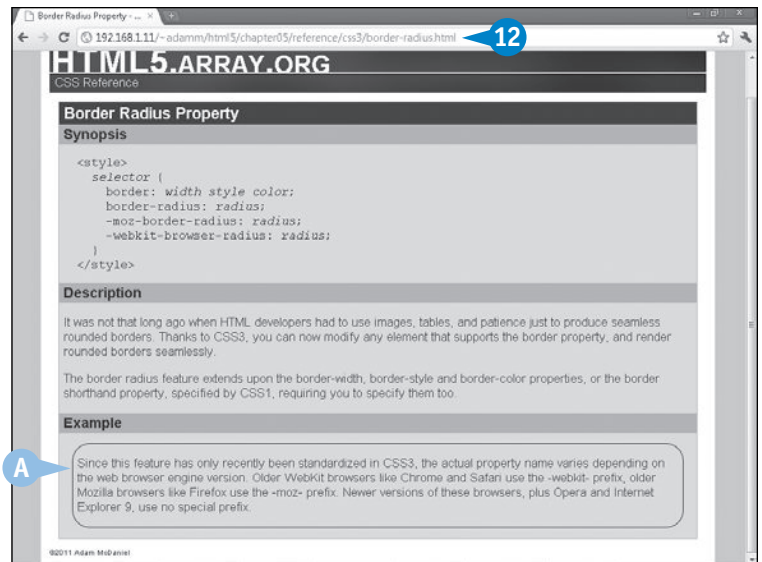 Border Radius Property - ...
192.168.1.11/~adamm/html5/chapter05/reference/css3/border-radius.html
12
HTML5.ARRAY.ORG
CSS Reference
Border Radius Property
Synopsis
<style>
selector {
border: width style color;
border-radius: radius;
-moz-border-radius: radius;
-webkit-browser-radius: radius;
}
</style>
Description
It was not that long ago when HTML developers had to use images, tables, and patience just to produce seamless
rounded borders. Thanks to CSS3, you can now modify any element that supports the border property, and render
rounded borders seamlessly.
The border radius feature extends upon the border-width, border-style and border-color properties, or the border
shorthand property, specified by CSS1, requiring you to specify them too.
Example
A
Since this feature has only recently been standardized in CSS3, the actual property name varies depending on
the web browser engine version. Older WebKit browsers like Chrome and Safari use the -webkit- prefix, older
Mozilla browsers like Firefox use the -moz- prefix. Newer versions of these browsers, plus Opera and Internet
Explorer 9, use no special prefix.
©2011 Adam McDaniel